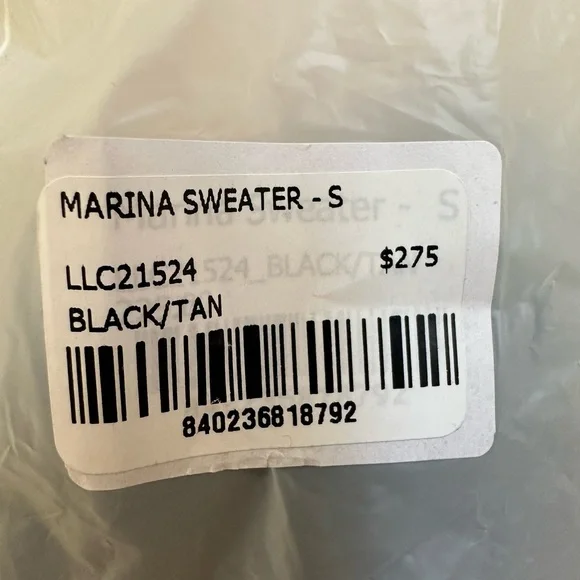 MARINA SWEATER - S
LLC21524 $275
BLACK/TAN
840236818792